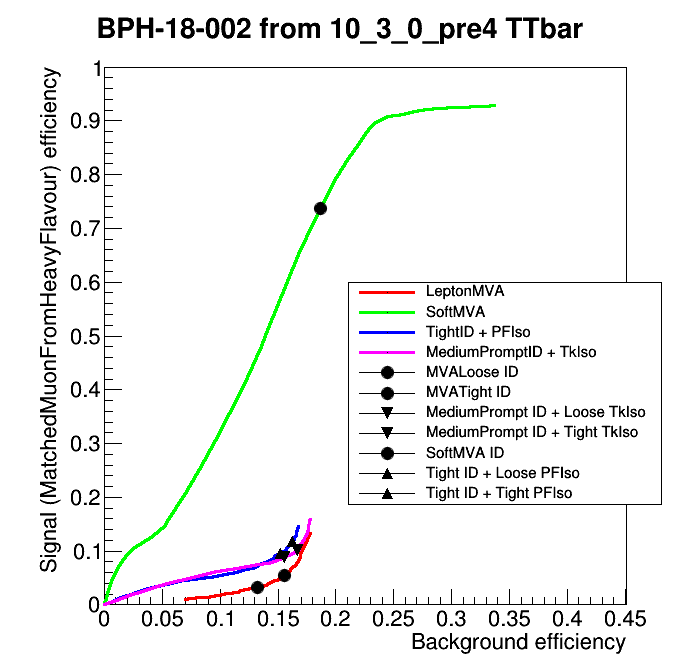 BPH-18-002 from 10_3_0_pre4 TTbar
Signal (MatchedMuonFromHeavyFlavour) efficiency
1
0.9
0.8
0.7
0.6
0.5
0.4
0.3
0.2
0.1
0
LeptonMVA
SoftMVA
TightID + PFIso
MediumPromptID + TkIso
MVALoose ID
MVATight ID
MediumPrompt ID + Loose TkIso
MediumPrompt ID + Tight TkIso
SoftMVA ID
Tight ID + Loose PFIso
Tight ID + Tight PFIso
0 0.05 0.1 0.15 0.2 0.25 0.3 0.35 0.4 0.45
Background efficiency